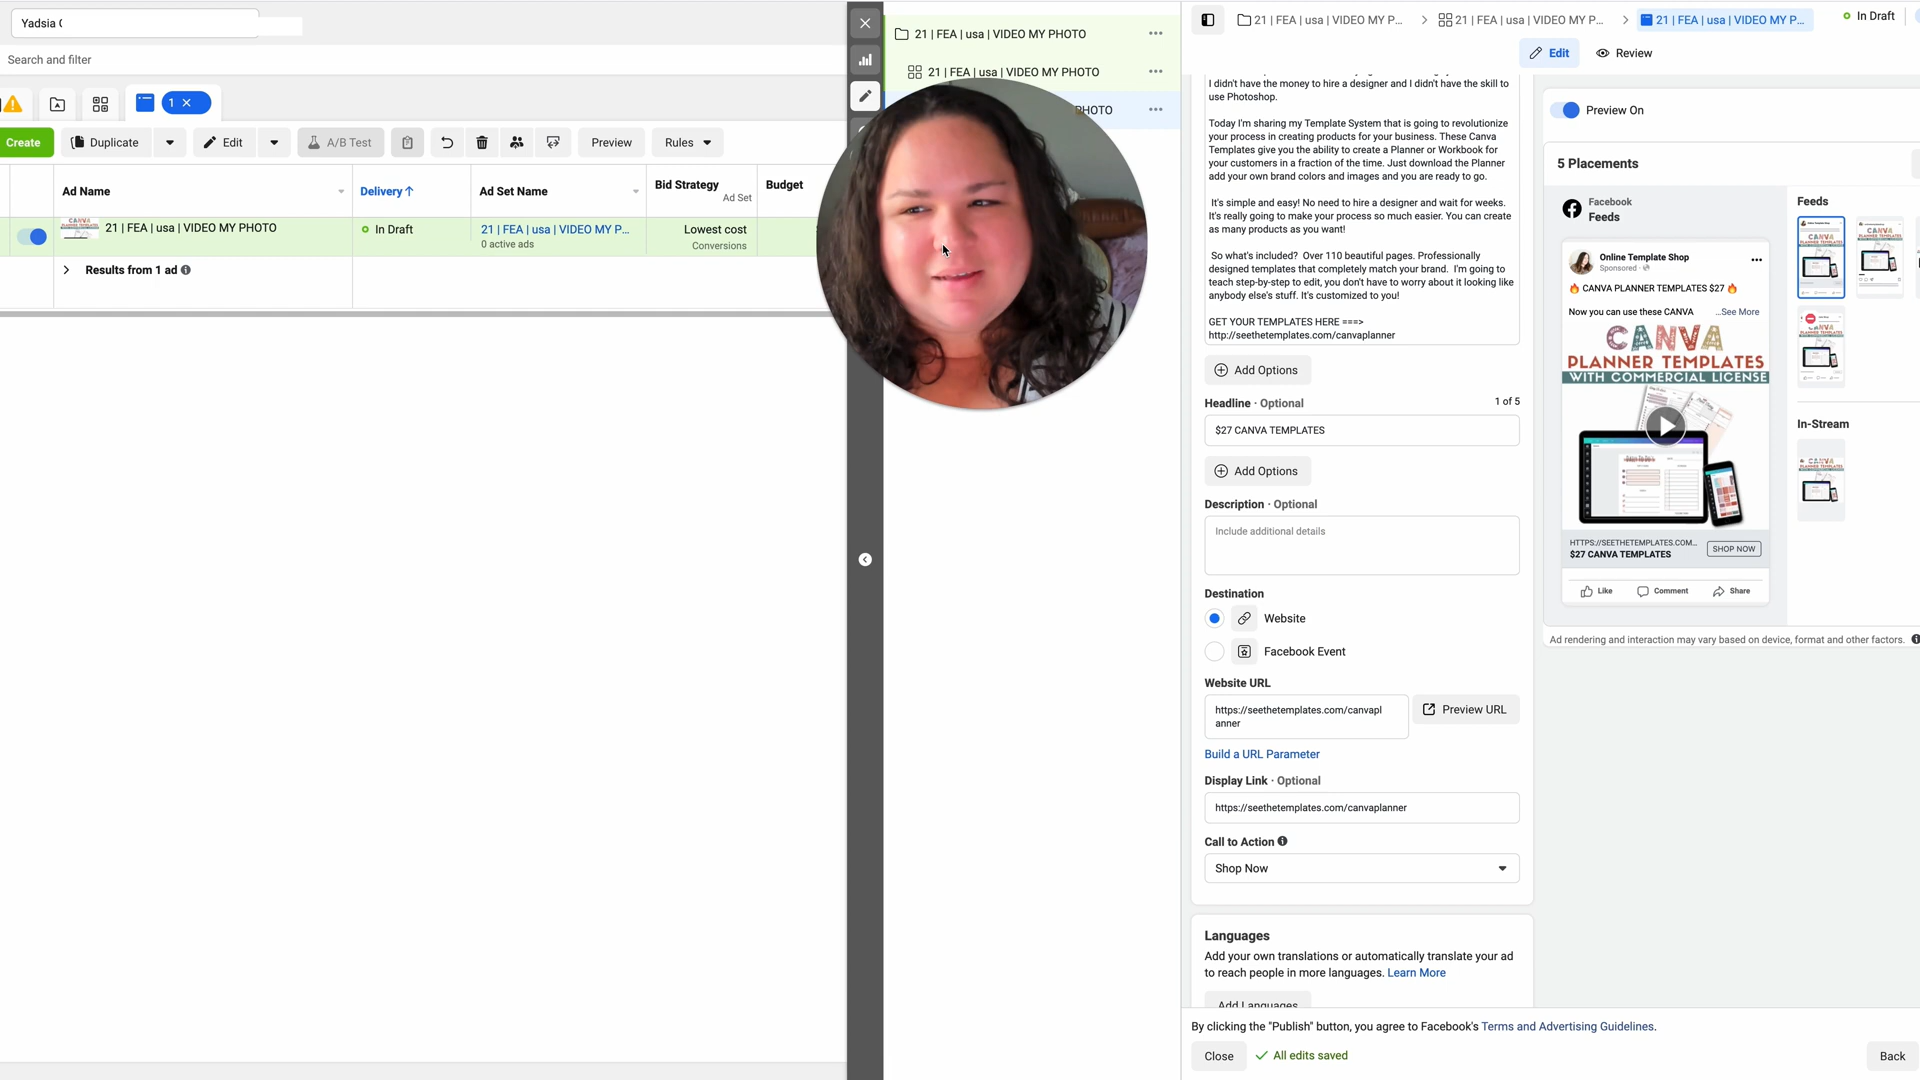 Yadsia
Search and filter
1
Create
Duplicate
Edit
A/B Test
Preview
Rules
Ad Name
Delivery
Ad Set Name
Bid Strategy
Ad Set
Budget
21 | FEA | usa | VIDEO MY PHOTO
In Draft
21 | FEA | usa | VIDEO MY P...
0 active ads
Lowest cost
Conversions
Results from 1 ad
21 | FEA | usa | VIDEO MY PHOTO
21 | FEA | usa | VIDEO MY PHOTO
PHOTO
21 | FEA | usa | VIDEO MY P...
21 | FEA | usa | VIDEO MY P...
21 | FEA | usa | VIDEO MY P...
In Draft
Edit
Review
I didn't have the money to hire a designer and I didn't have the skill to
use Photoshop.
Today I'm sharing my Template System that is going to revolutionize
your process in creating products for your business. These Canva
Templates give you the ability to create a Planner or Workbook for
your customers in a fraction of the time. Just download the Planner
add your own brand colors and images and you are ready to go.
It's simple and easy! No need to hire a designer and wait for weeks.
It's really going to make your process so much easier. You can create
as many products as you want!
So what's included? Over 110 beautiful pages. Professionally
designed templates that completely match your brand. I'm going to
teach step-by-step to edit, you don't have to worry about it looking like
anybody else's stuff. It's customized to you!
GET YOUR TEMPLATES HERE ===>
http://seethetemplates.com/canvaplanner
Add Options
Headline · Optional
1 of 5
$27 CANVA TEMPLATES
Add Options
Description · Optional
Include additional details
Destination
Website
Facebook Event
Website URL
https://seethetemplates.com/canvapl
anner
Preview URL
Build a URL Parameter
Display Link · Optional
https://seethetemplates.com/canvaplanner
Call to Action
Shop Now
Languages
Add your own translations or automatically translate your ad
to reach people in more languages. Learn More
Add Languages
By clicking the "Publish" button, you agree to Facebook's Terms and Advertising Guidelines.
Close
All edits saved
Back
Preview On
5 Placements
Facebook
Feeds
Online Template Shop
Sponsored ·
🔥 CANVA PLANNER TEMPLATES $27 🔥
Now you can use these CANVA ...See More
CANVA
PLANNER TEMPLATES
WITH COMMERCIAL LICENSE
HTTPS://SEETHETEMPLATES.COM...
$27 CANVA TEMPLATES
SHOP NOW
Like
Comment
Share
Feeds
In-Stream
Ad rendering and interaction may vary based on device, format and other factors.